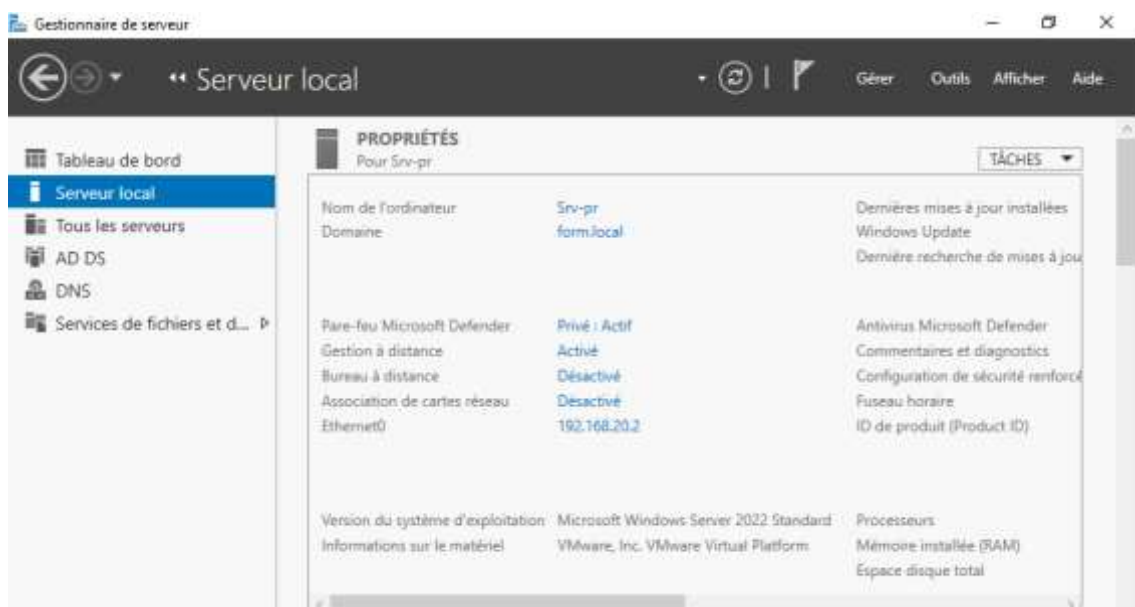 Gestionnaire de serveur
Serveur local
Gérer Outils Afficher Aide
Tableau de bord
Serveur local
Tous les serveurs
AD DS
DNS
Services de fichiers et d...
PROPRIÉTÉS
Pour Srv-pr
TÂCHES
Nom de l'ordinateur Srv-pr Dernières mises à jour installées
Domaine form.local Windows Update
Dernière recherche de mises à jou
Pare-feu Microsoft Defender Privé : Actif Antivirus Microsoft Defender
Gestion à distance Activé Commentaires et diagnostics
Bureau à distance Désactivé Configuration de sécurité renforcé
Association de cartes réseau Désactivé Fuseau horaire
Ethernet0 192.168.20.2 ID de produit (Product ID)
Version du système d'exploitation Microsoft Windows Server 2022 Standard Processeurs
Informations sur le matériel VMware, Inc. VMware Virtual Platform Mémoire installée (RAM)
Espace disque total